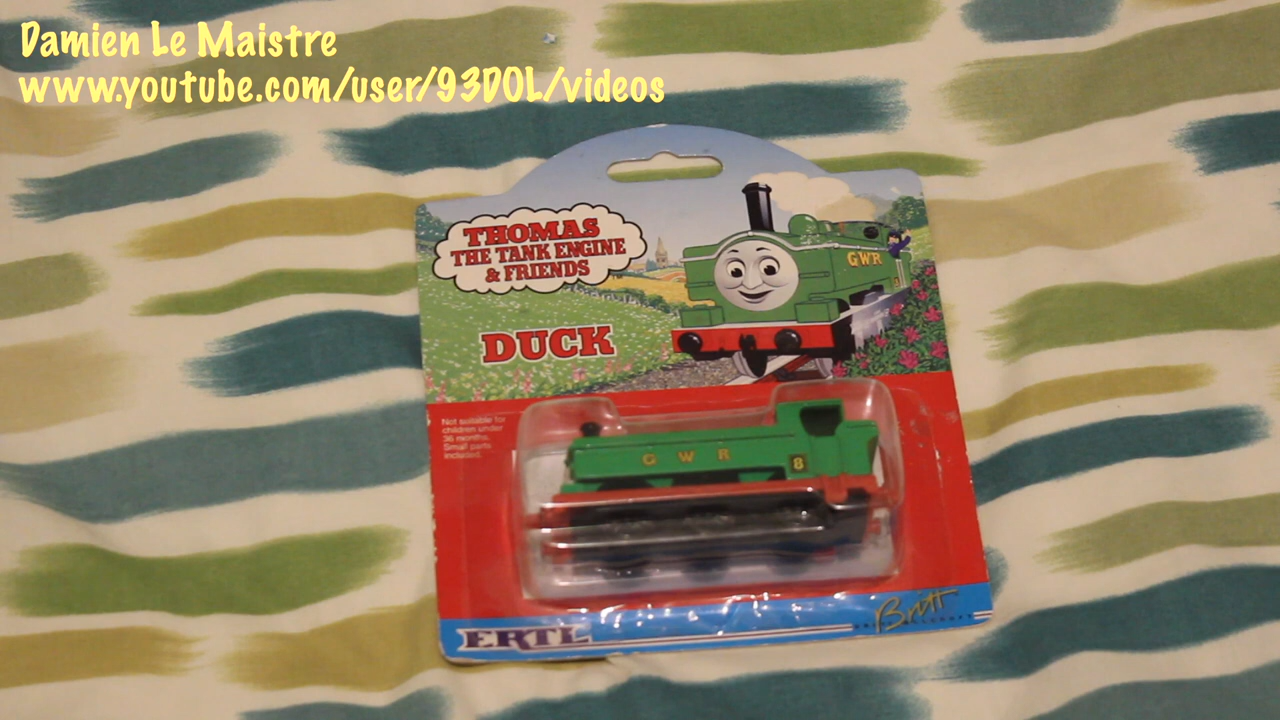 Damien Le Maistre
www.youtube.com/user/93DOL/videos
THOMAS
THE TANK ENGINE
& FRIENDS
GWR
DUCK
Not suitable for
children under
36 months.
Small parts
included.
G W R
8
ERTL
Britt